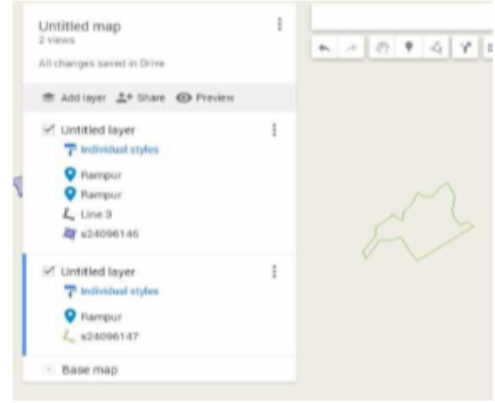 Untitled map
2 views
All changes saved in Drive
Add layer Share Preview
Untitled layer
Individual styles
Rampur
Rampur
Line 3
s24096146
Untitled layer
Individual styles
Rampur
s24096147
Base map